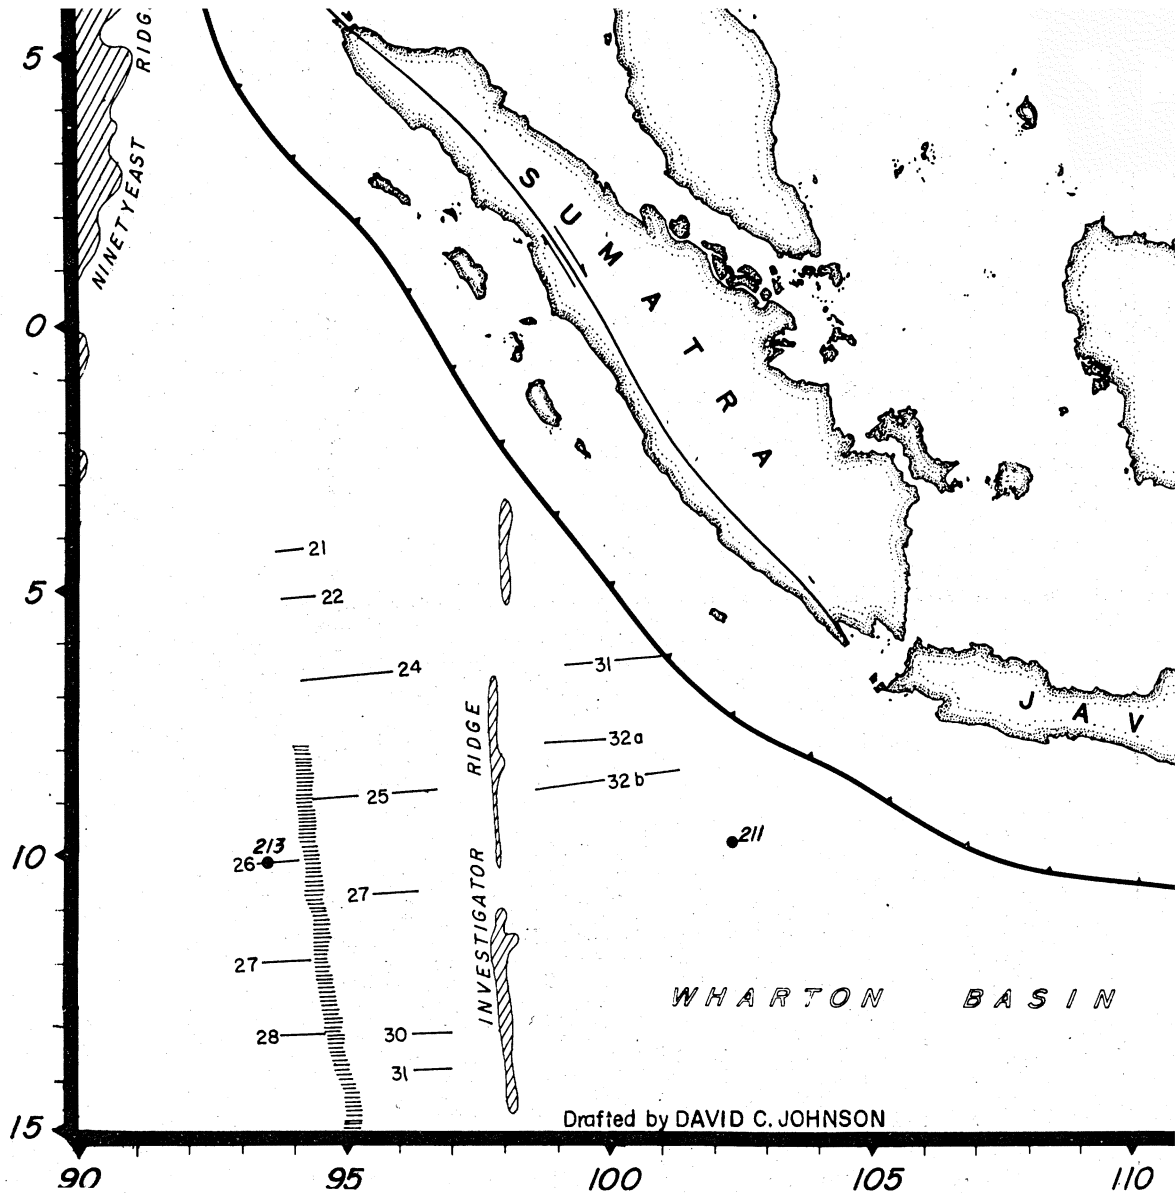 5
RIDG
NINETYEAST
SUMATRA
0
21
5
22
24
31
RIDGE
JAV
32a
32b
25
213
211
10
26
INVESTIGATOR
27
27
WHARTON BASIN
28
30
31
Drafted by DAVID C. JOHNSON
15
90 95 100 105 110